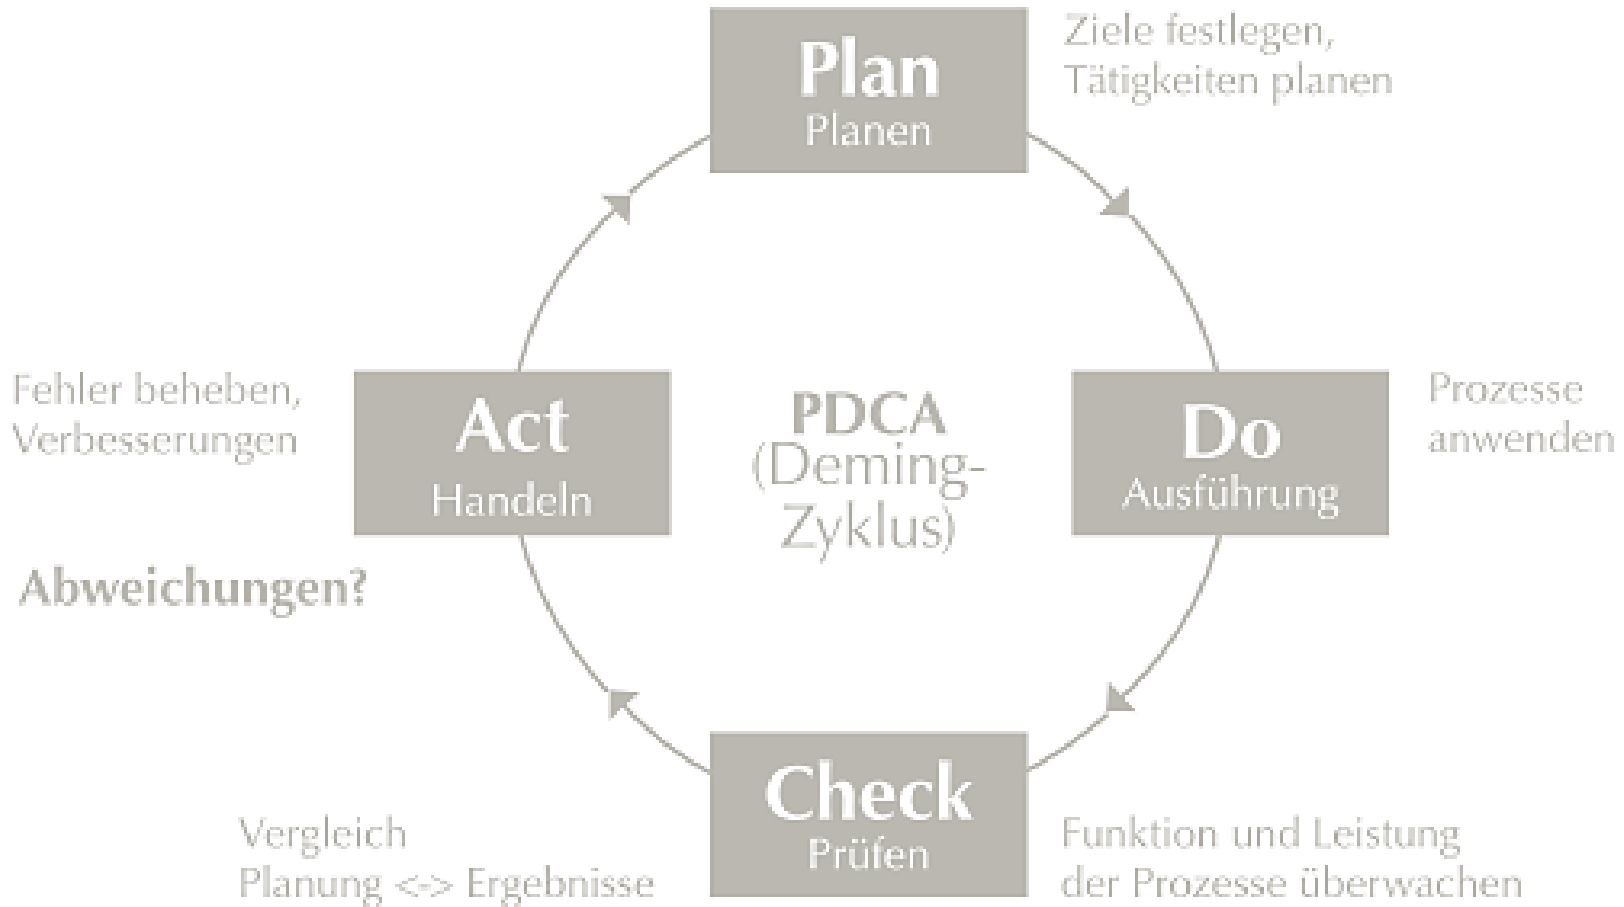 Plan
Planen
Ziele festlegen,
Tätigkeiten planen
Fehler beheben,
Verbesserungen
Act
Handeln
PDCA
(Deming-
Zyklus)
Do
Ausführung
Prozesse
anwenden
Abweichungen?
Check
Prüfen
Vergleich
Planung <-> Ergebnisse
Funktion und Leistung
der Prozesse überwachen